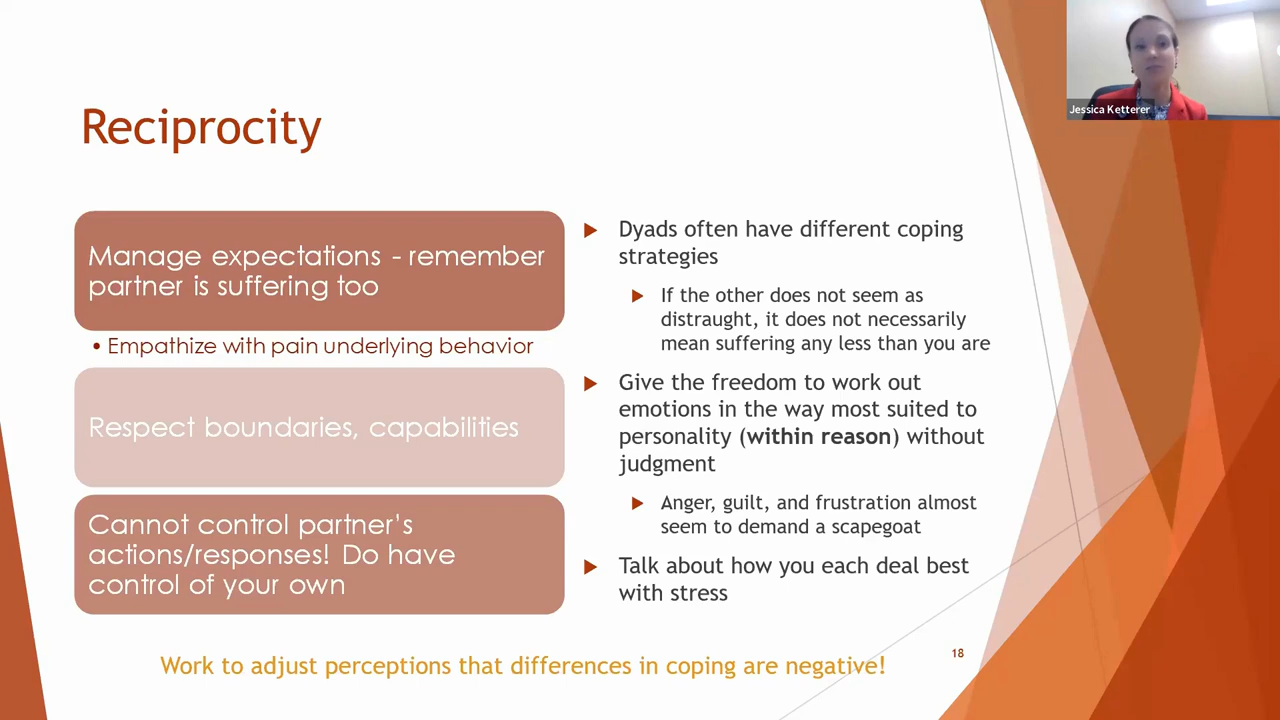 Jessica Ketterer
Reciprocity
Manage expectations - remember
partner is suffering too
• Empathize with pain underlying behavior
Respect boundaries, capabilities
Cannot control partner's
actions/responses! Do have
control of your own
Dyads often have different coping
strategies
If the other does not seem as
distraught, it does not necessarily
mean suffering any less than you are
Give the freedom to work out
emotions in the way most suited to
personality (within reason) without
judgment
Anger, guilt, and frustration almost
seem to demand a scapegoat
Talk about how you each deal best
with stress
Work to adjust perceptions that differences in coping are negative!
18